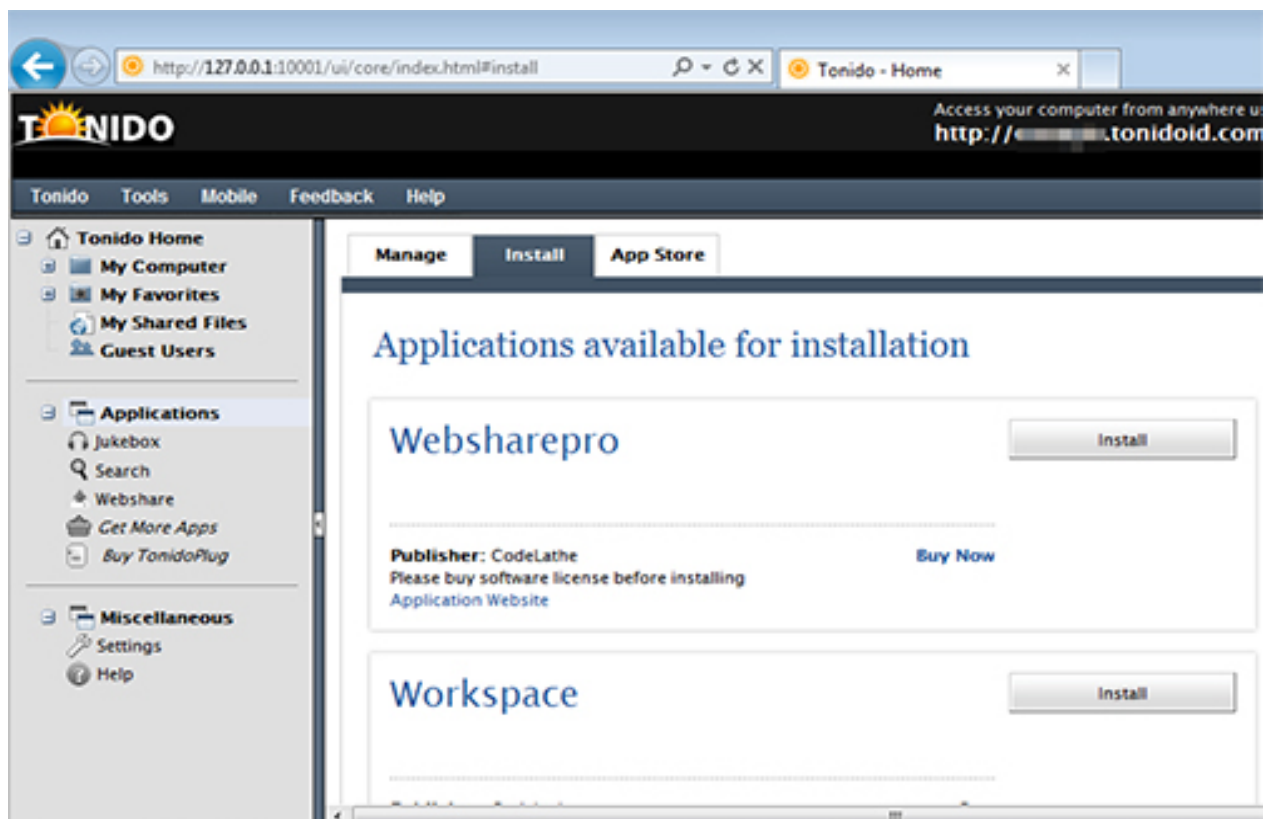 http://127.0.0.1:10001/ui/core/index.html#install
Tonido - Home
TONIDO
Access your computer from anywhere u
http://
.tonidoid.com
Tonido Tools Mobile Feedback Help
Tonido Home
My Computer
My Favorites
My Shared Files
Guest Users
Applications
Jukebox
Search
Webshare
Get More Apps
Buy TonidoPlug
Miscellaneous
Settings
Help
Manage Install App Store
Applications available for installation
Websharepro
Install
Publisher: CodeLathe
Buy Now
Please buy software license before installing
Application Website
Workspace
Install